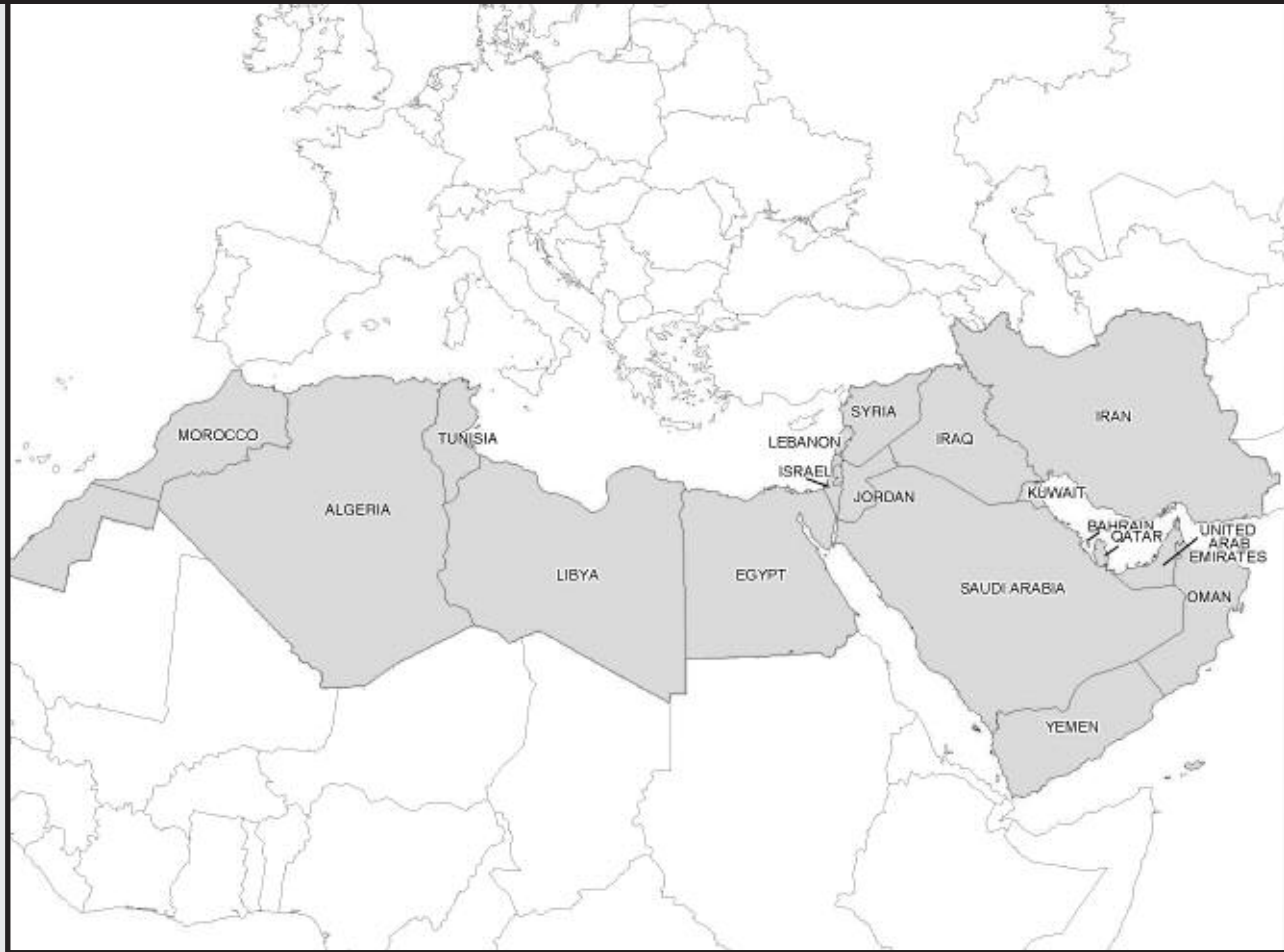 SYRIA
IRAN
MOROCCO
TUNISIA
LEBANON
IRAQ
ISRAEL
JORDAN
KUWAIT
ALGERIA
BAHRAIN
QATAR
UNITED
ARAB
EMIRATES
LIBYA
EGYPT
SAUDI ARABIA
OMAN
YEMEN